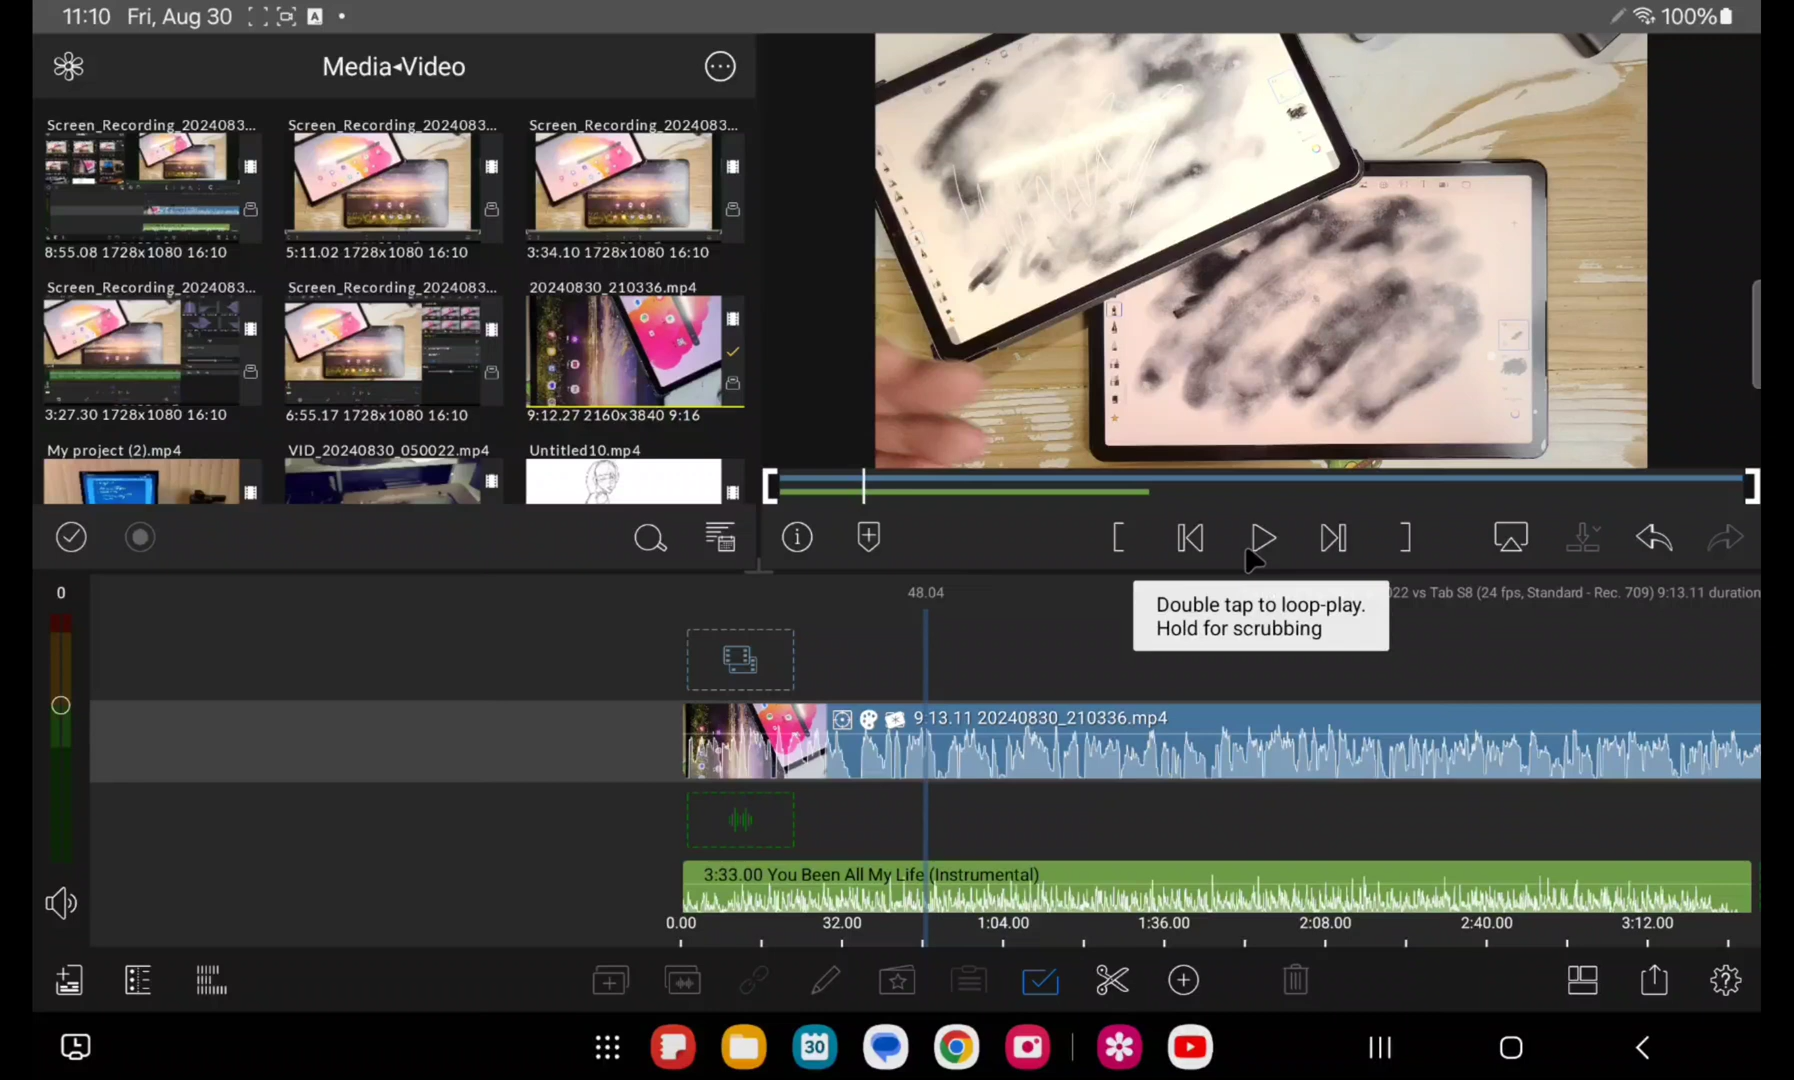 11:10 Fri, Aug 30
A
100%
Media◂Video
Screen_Recording_2024083...
Screen_Recording_2024083...
Screen_Recording_2024083...
8:55.08 1728x1080 16:10
5:11.02 1728x1080 16:10
3:34.10 1728x1080 16:10
Screen_Recording_2024083...
Screen_Recording_2024083...
20240830_210336.mp4
3:27.30 1728x1080 16:10
6:55.17 1728x1080 16:10
9:12.27 2160x3840 9:16
My project (2).mp4
VID_20240830_050022.mp4
Untitled10.mp4
0
48.04
22 vs Tab S8 (24 fps, Standard - Rec. 709) 9:13.11 duration
Double tap to loop-play.
Hold for scrubbing
9:13.11 20240830_210336.mp4
3:33.00 You Been All My Life (Instrumental)
0.00 32.00 1:04.00 1:36.00 2:08.00 2:40.00 3:12.00
30